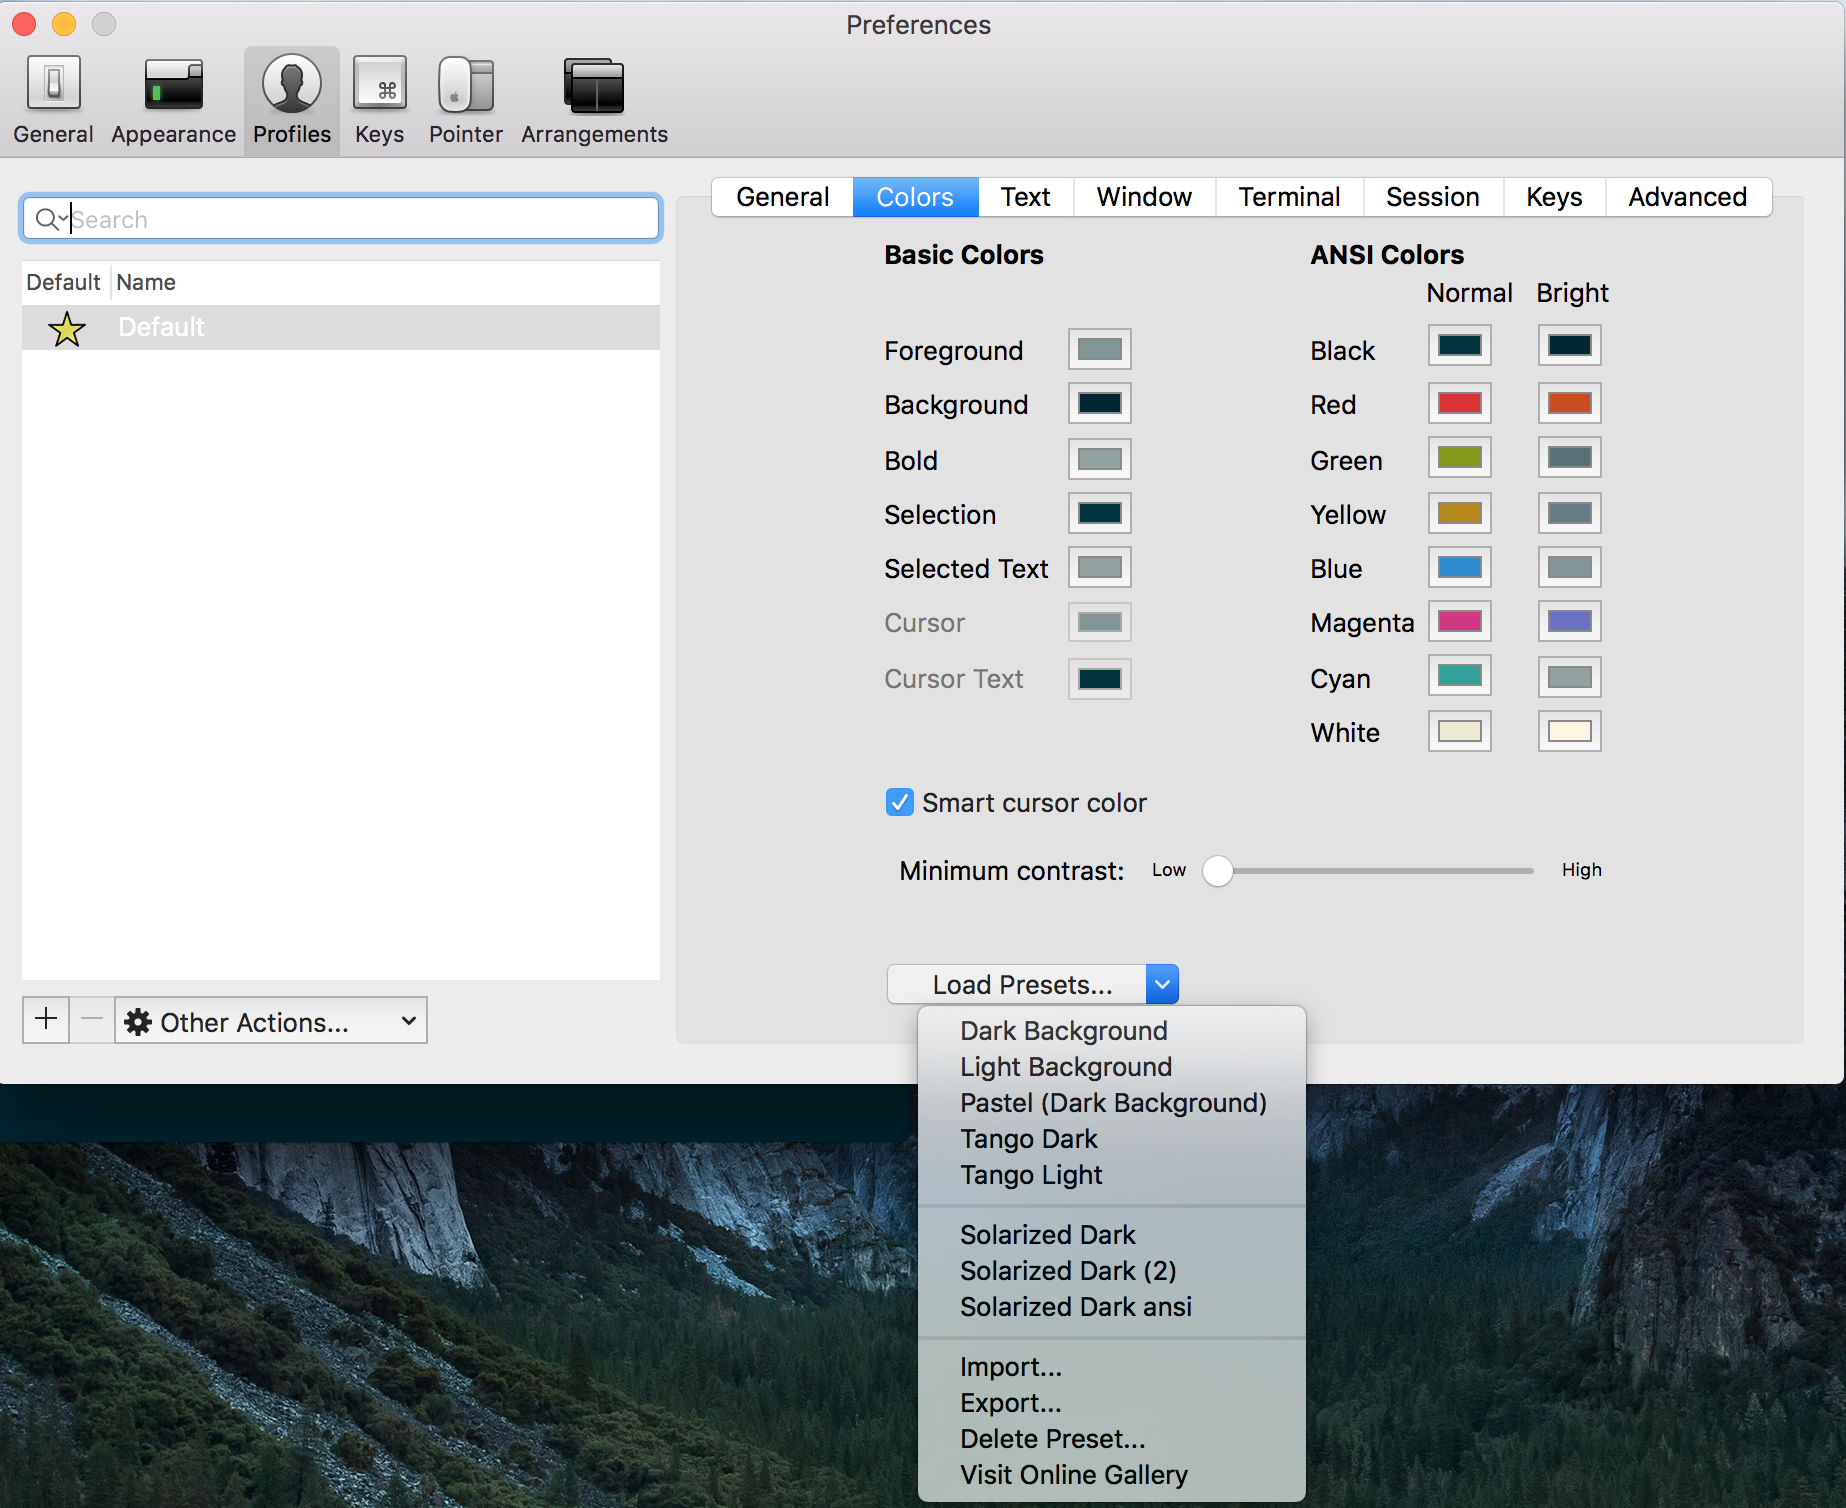 Preferences
General Appearance Profiles Keys Pointer Arrangements
Search
Default Name
Default
Other Actions...
General Colors Text Window Terminal Session Keys Advanced
Basic Colors
Foreground
Background
Bold
Selection
Selected Text
Cursor
Cursor Text
ANSI Colors
Normal Bright
Black
Red
Green
Yellow
Blue
Magenta
Cyan
White
Smart cursor color
Minimum contrast: Low High
Load Presets...
Dark Background
Light Background
Pastel (Dark Background)
Tango Dark
Tango Light
Solarized Dark
Solarized Dark (2)
Solarized Dark ansi
Import...
Export...
Delete Preset...
Visit Online Gallery